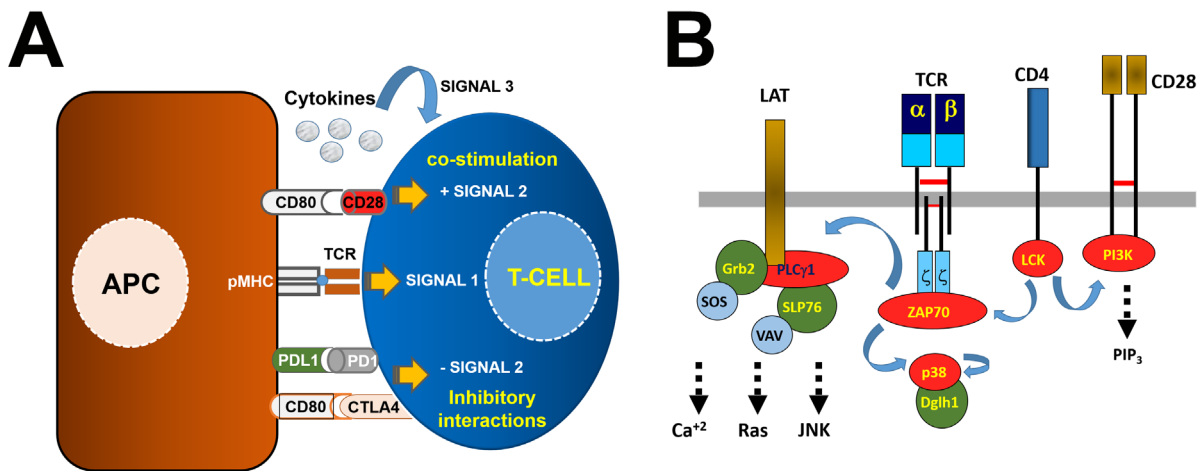 A
Cytokines
SIGNAL 3
co-stimulation
CD80
CD28
+ SIGNAL 2
APC
pMHC
TCR
SIGNAL 1
T-CELL
PDL1
PD1
- SIGNAL 2
CD80
CTLA4
Inhibitory
interactions
B
LAT
TCR
CD4
CD28
α
β
Grb2
PLCγ1
SOS
SLP76
VAV
ζ
ζ
ZAP70
LCK
PI3K
PIP₃
p38
Dglh1
Ca⁺²
Ras
JNK